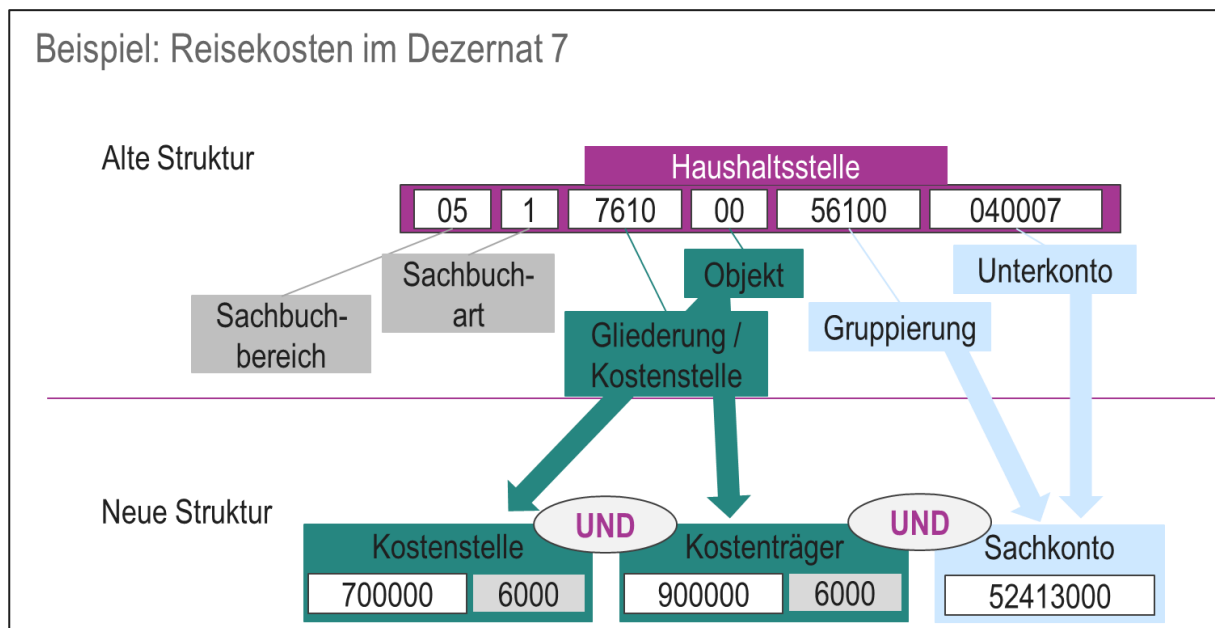 Beispiel: Reisekosten im Dezernat 7
Alte Struktur
Haushaltsstelle
05 1 7610 00 56100 040007
Sachbuch-
bereich
Sachbuch-
art
Gliederung /
Kostenstelle
Objekt
Gruppierung
Unterkonto
Neue Struktur
UND
UND
Kostenstelle
700000 6000
Kostenträger
900000 6000
Sachkonto
52413000